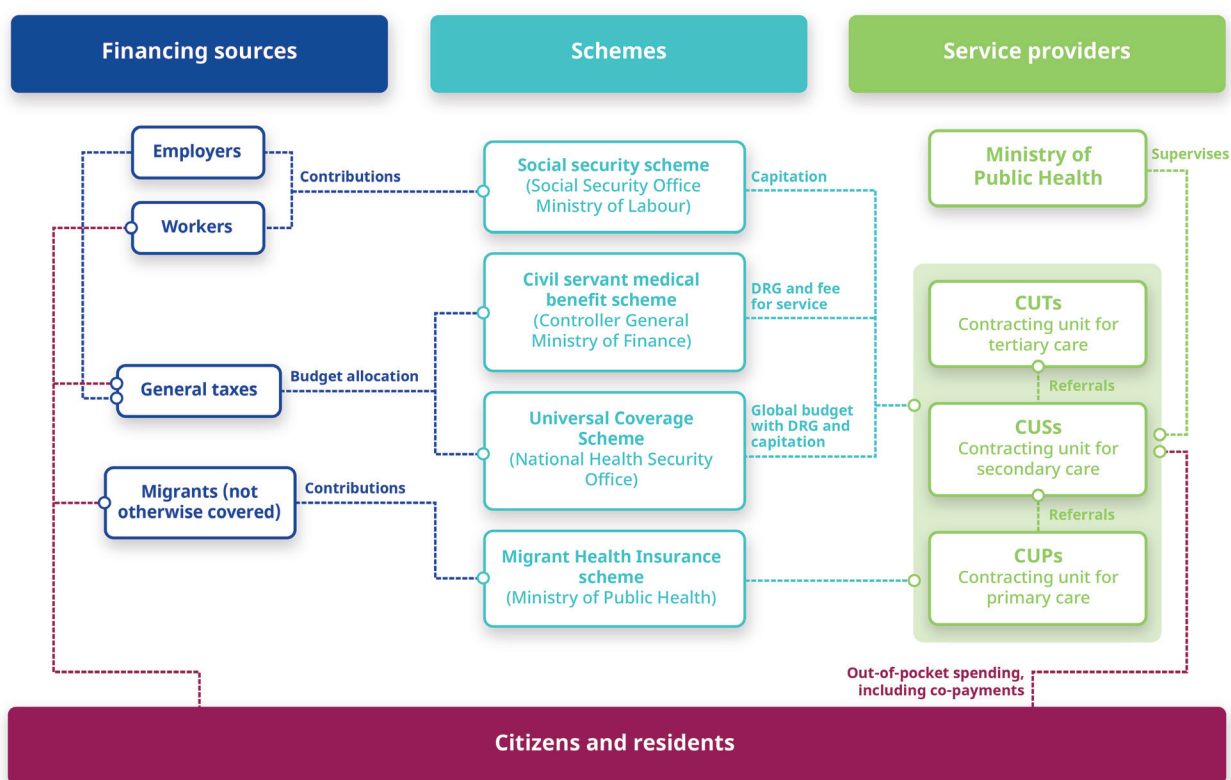 Financing sources
Schemes
Service providers
Employers
Workers
Contributions
General taxes
Budget allocation
Migrants (not
otherwise covered)
Contributions
Social security scheme
(Social Security Office
Ministry of Labour)
Capitation
Civil servant medical
benefit scheme
(Controller General
Ministry of Finance)
DRG and fee
for service
Universal Coverage
Scheme
(National Health Security
Office)
Global budget
with DRG and
capitation
Migrant Health Insurance
scheme
(Ministry of Public Health)
Ministry of
Public Health
Supervises
CUTs
Contracting unit for
tertiary care
Referrals
CUSs
Contracting unit for
secondary care
Referrals
CUPs
Contracting unit for
primary care
Out-of-pocket spending,
including co-payments
Citizens and residents